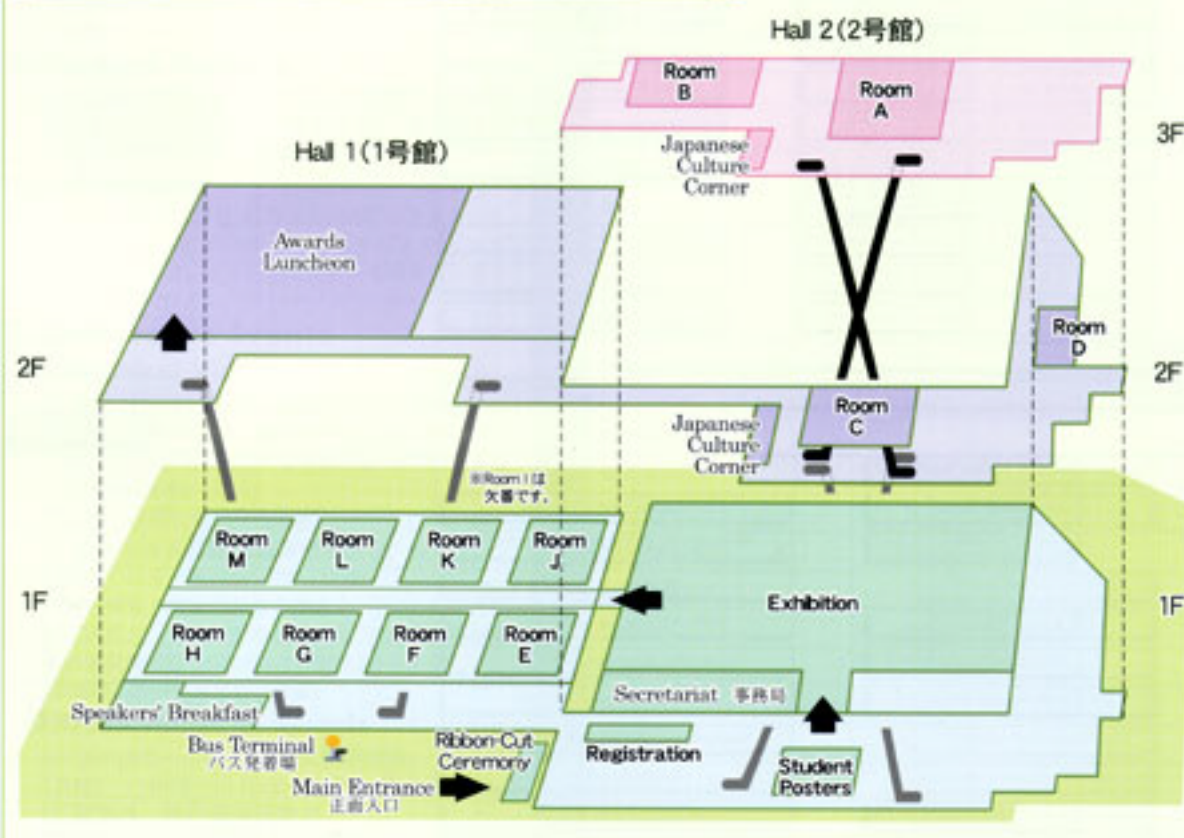 Hall 2(2号館)
Room
B
Room
A
3F
Japanese
Culture
Corner
Hall 1(1号館)
Awards
Luncheon
Room
D
2F
2F
Room
C
Japanese
Culture
Corner
※Room Iは
欠番です。
Room
M
Room
L
Room
K
Room
J
1F
Exhibition
1F
Room
H
Room
G
Room
F
Room
E
Secretariat 事務局
Speakers' Breakfast
Bus Terminal
バス発着場
Ribbon-Cut
Ceremony
Registration
Student
Posters
Main Entrance
正面入口